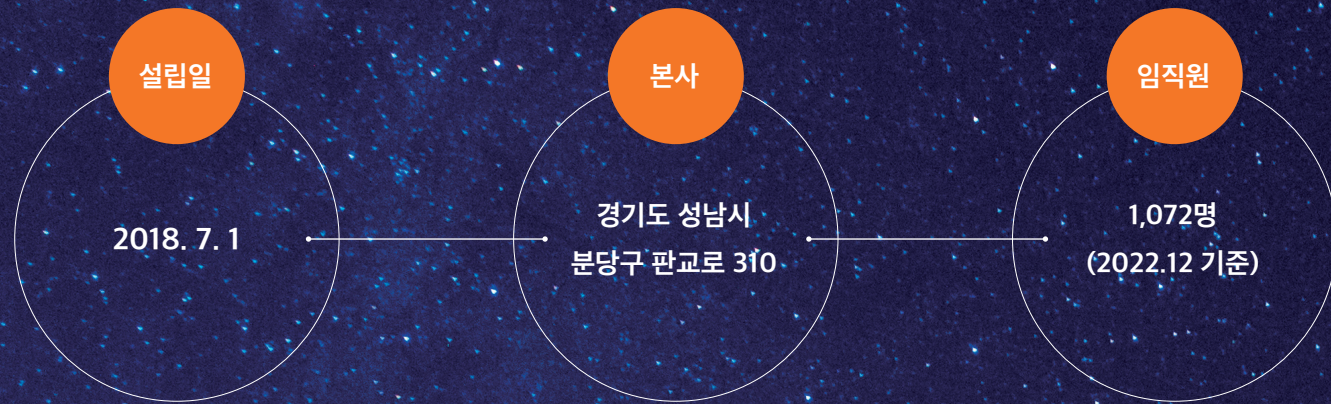 설립일
2018. 7. 1
본사
경기도 성남시
분당구 판교로 310
임직원
1,072명
(2022.12 기준)